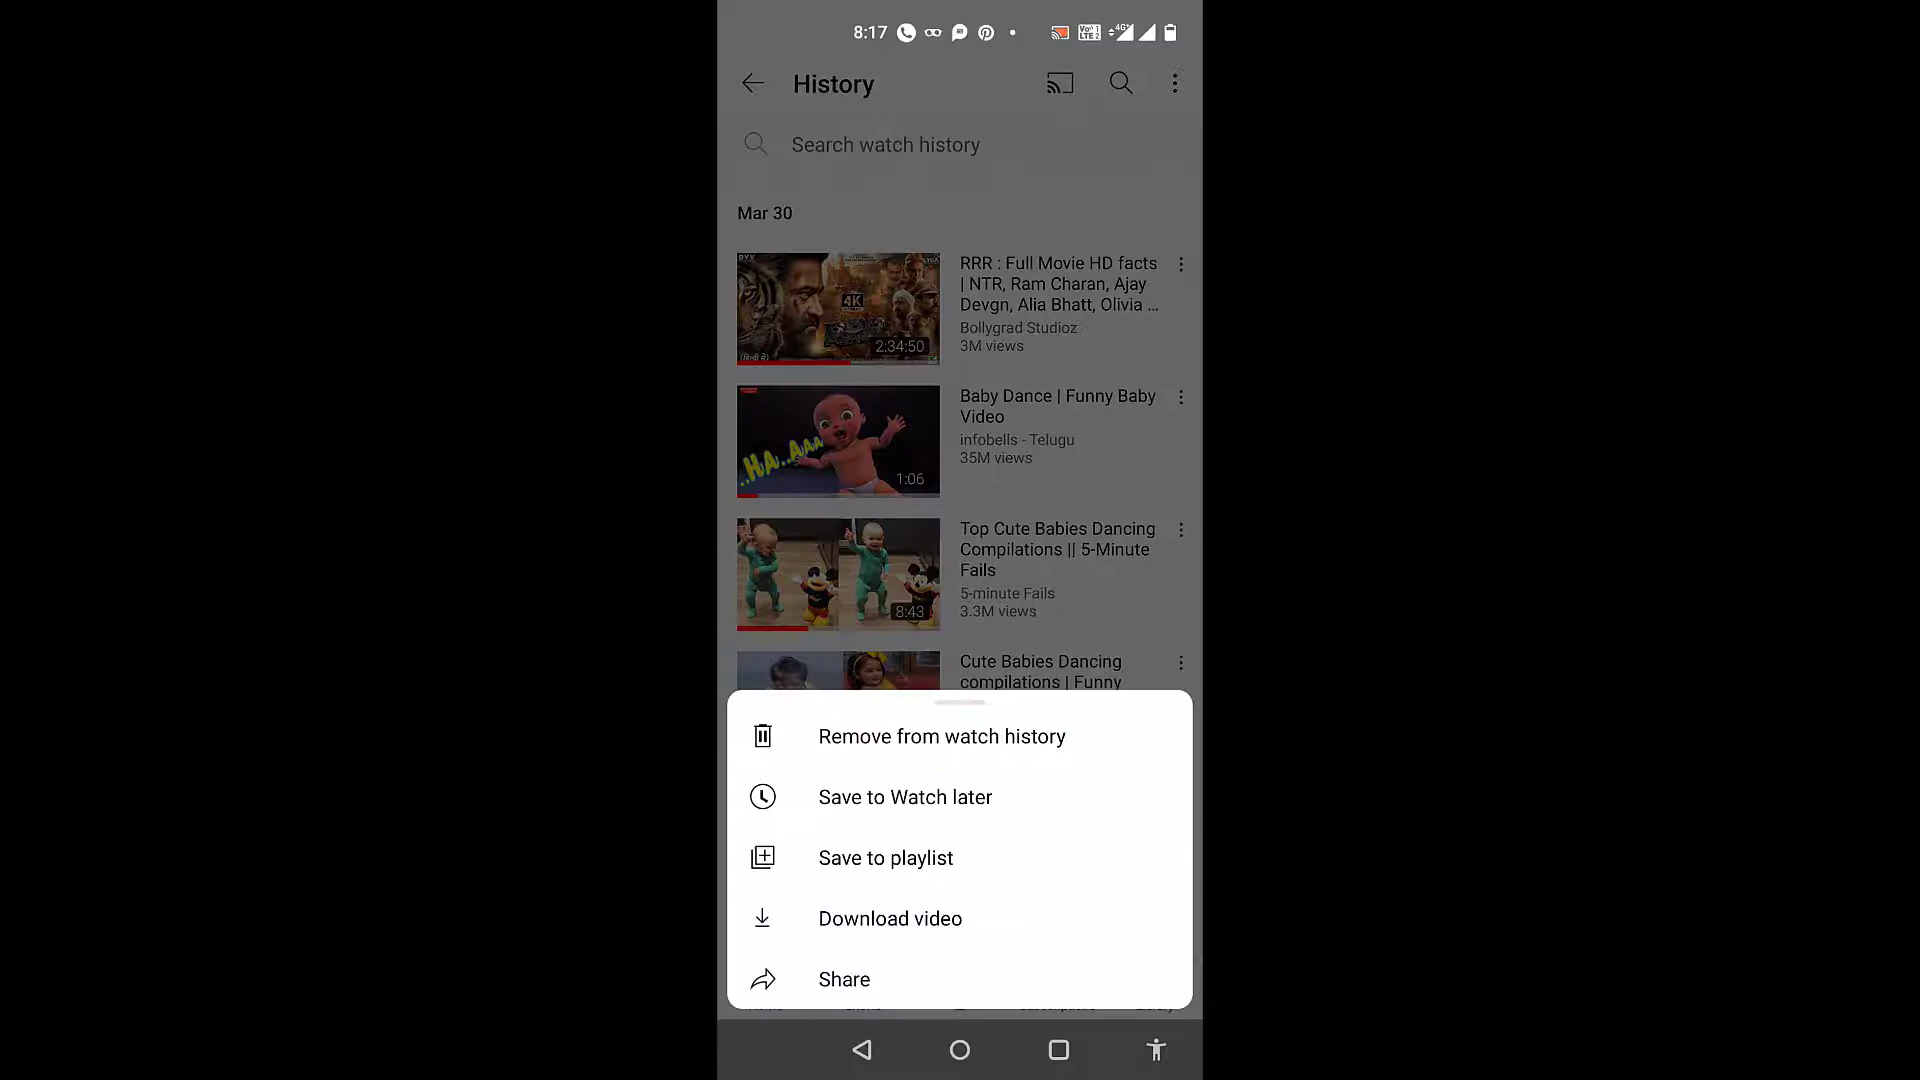 8:17
History
Search watch history
Mar 30
RRR : Full Movie HD facts
| NTR, Ram Charan, Ajay
Devgn, Alia Bhatt, Olivia ...
Bollygrad Studioz
3M views
4K
2:34:50
Baby Dance | Funny Baby
Video
infobells - Telugu
35M views
..HA..AAA
1:06
Top Cute Babies Dancing
Compilations || 5-Minute
Fails
5-minute Fails
3.3M views
8:43
Cute Babies Dancing
compilations | Funny
Remove from watch history
Save to Watch later
Save to playlist
Download video
Share